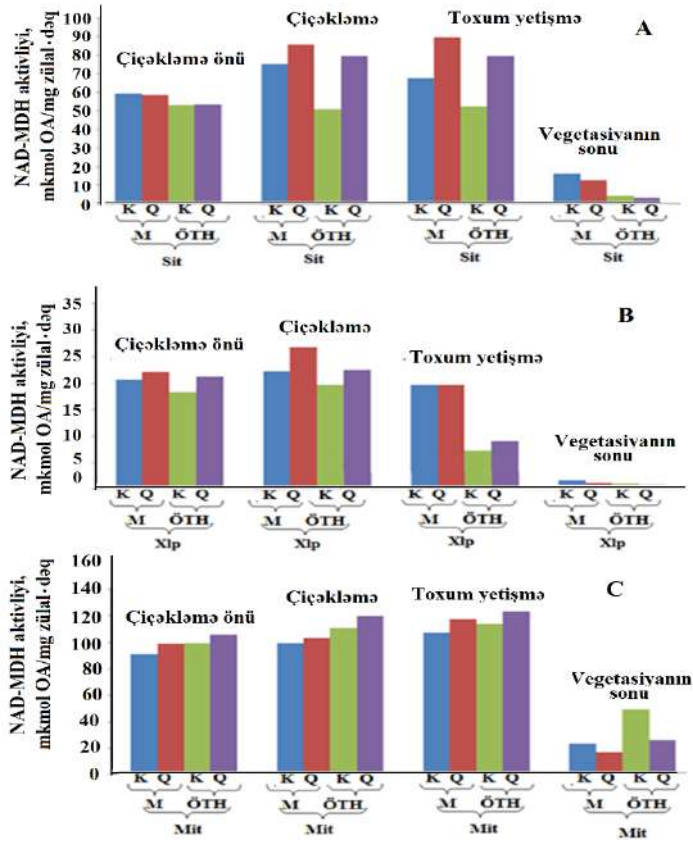 A
NAD-MDH aktivliyi,
mkmol OA/mg zülal·dəq
100
90
80
70
60
50
40
30
20
10
0
Çiçəkləmə önü
Çiçəkləmə
Toxum yetişmə
Vegetasiyanın
sonu
K Q K Q K Q K Q K Q K Q K Q K Q
M ÖTH M ÖTH M ÖTH M ÖTH
Sit Sit Sit Sit
B
NAD-MDH aktivliyi,
mkmol OA/mg zülal·dəq
35
30
25
20
15
10
5
0
Çiçəkləmə önü
Çiçəkləmə
Toxum yetişmə
Vegetasiyanın
sonu
K Q K Q K Q K Q K Q K Q K Q K Q
M ÖTH M ÖTH M ÖTH M ÖTH
Xlp Xlp Xlp Xlp
C
NAD-MDH aktivliyi,
mkmol OA/mg zülal·dəq
160
140
120
100
80
60
40
20
0
Çiçəkləmə önü
Çiçəkləmə
Toxum yetişmə
Vegetasiyanın
sonu
K Q K Q K Q K Q K Q K Q K Q K Q
M ÖTH M ÖTH M ÖTH M ÖTH
Mit Mit Mit Mit